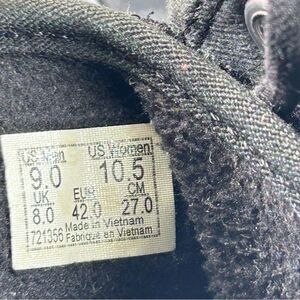 US Men US Women
9.0 10.5
UK EUR CM
8.0 42.0 27.0
Made in Vietnam
721356 Fabriqué en Vietnam